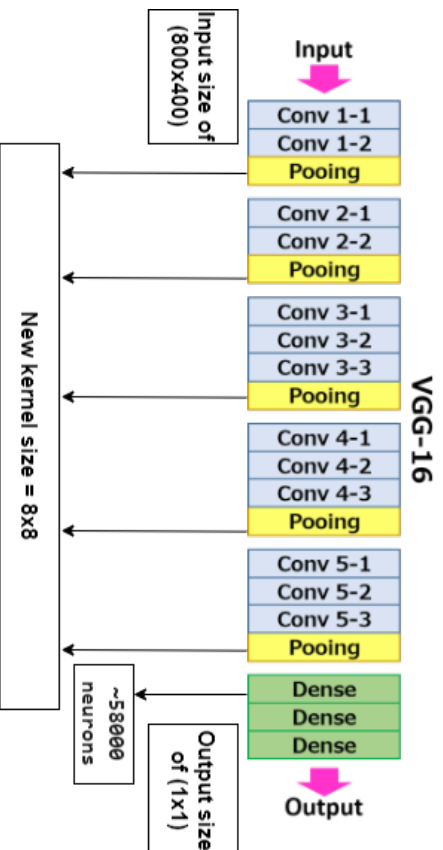 Input size of
(800x400)
Input
Conv 1-1
Conv 1-2
Pooing
Conv 2-1
Conv 2-2
Pooing
Conv 3-1
Conv 3-2
Conv 3-3
Pooing
Conv 4-1
Conv 4-2
Conv 4-3
Pooing
Conv 5-1
Conv 5-2
Conv 5-3
Pooing
Dense
Dense
Dense
Output
VGG-16
New kernel size = 8x8
~58000
neurons
Output size
of (1x1)